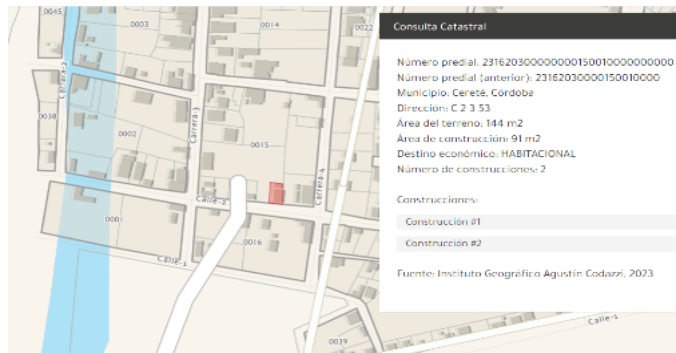 0045
0003
0014
0022
Carrera-2
0038
0002
Carrera-3
0015
Carrera-4
Calle-2
0001
0016
Calle-1
0039
Calle-1
Consulta Catastral
Número predial: 231620300000000150010000000000
Número predial (anterior): 23162030000150010000
Municipio: Cereté, Córdoba
Dirección: C 2 3 53
Área del terreno: 144 m2
Área de construcción: 91 m2
Destino económico: HABITACIONAL
Número de construcciones: 2
Construcciones:
Construcción #1
Construcción #2
Fuente: Instituto Geográfico Agustín Codazzi, 2023